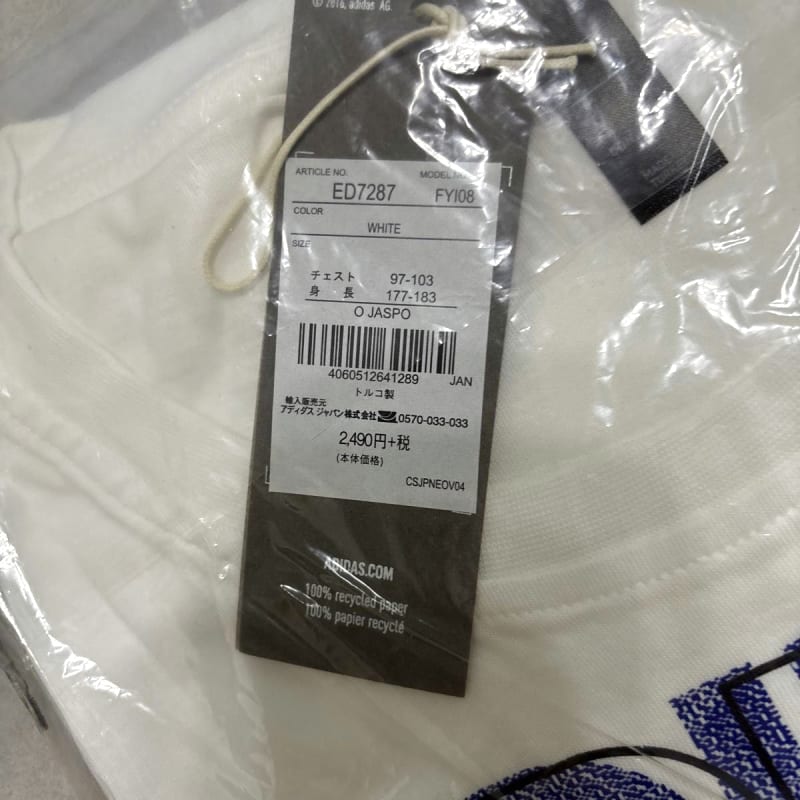 © 2016, adidas AG.
ARTICLE NO. MODEL NO.
ED7287 FYI08
COLOR
WHITE
SIZE
チェスト 97-103
身 長 177-183
O JASPO
4060512641289 JAN
トルコ製
輸入販売元
アディダス ジャパン株式会社 0570-033-033
2,490円+税
(本体価格)
CSJPNEOV04
ADIDAS.COM
100% recycled paper
100% papier recyclé